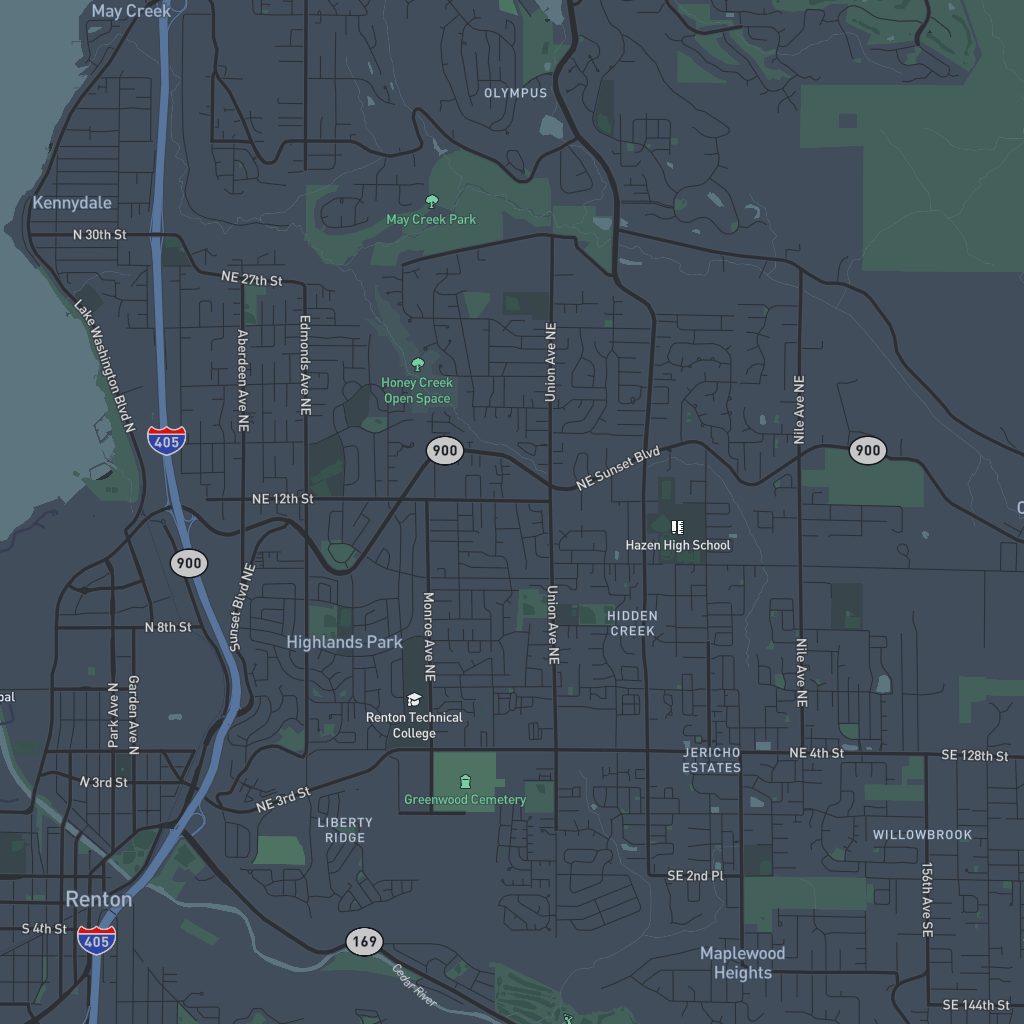 May Creek
OLYMPUS
Kennydale
May Creek Park
N 30th St
NE 27th St
Lake Washington Blvd N
Aberdeen Ave NE
Edmonds Ave NE
Union Ave NE
Nile Ave NE
Honey Creek
Open Space
405
900
NE Sunset Blvd
900
NE 12th St
Hazen High School
900
Sunset Blvd NE
Monroe Ave NE
Union Ave NE
HIDDEN
CREEK
N 8th St
Highlands Park
Nile Ave NE
Park Ave N
Garden Ave N
Renton Technical
College
JERICHO
ESTATES
NE 4th St
SE 128th St
N 3rd St
NE 3rd St
Greenwood Cemetery
LIBERTY
RIDGE
WILLOWBROOK
SE 2nd Pl
156th Ave SE
Renton
S 4th St
405
169
Cedar River
Maplewood
Heights
SE 144th St